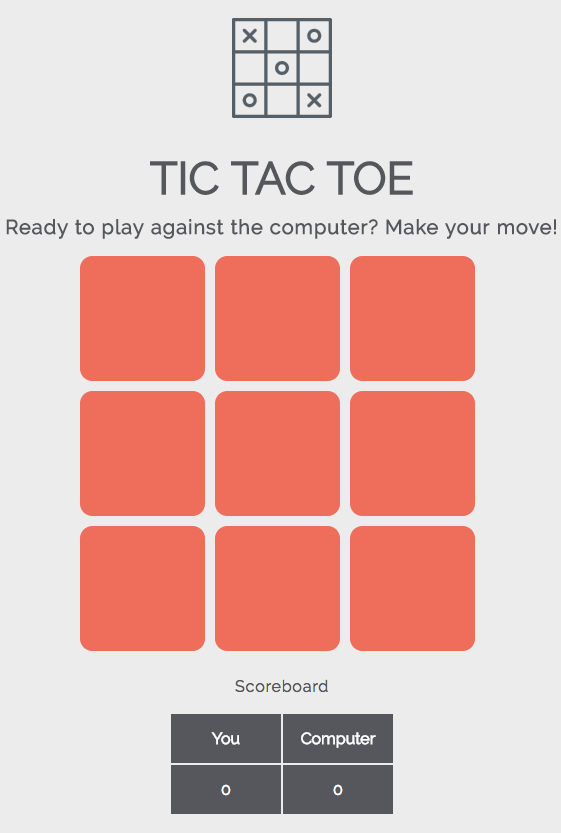 X O
O
O X
TIC TAC TOE
Ready to play against the computer? Make your move!
Scoreboard
You Computer
0 0